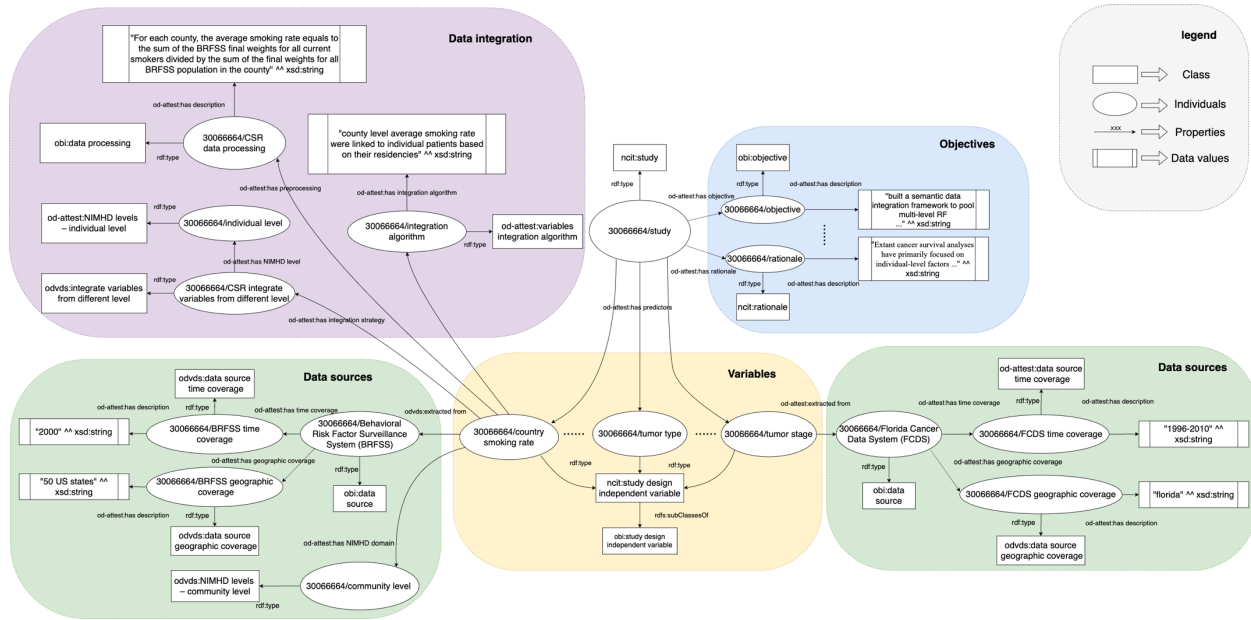 Data integration
"For each county, the average smoking rate equales to
the sum of the BRFSS final weights for all current
smokers divided by the sum of the final weights for all
BRFSS population in the county" ^^ xsd:string
od-attest:has description
obi:data processing
rdf:type
30066664/CSR
data processing
"county level average smoking rate
were linked to individual patients based
on their residencies" ^^ xsd:string
od-attest:has preprocessing
od-attest:has integration algorithm
od-attest:NIMHD levels
– individual level
rdf:type
30066664/individual level
30066664/integration
algorithm
rdf:type
od-attest:variables
integration algorithm
od-attest:has NIMHD level
odvds:integrate variables
from different level
rdf:type
30066664/CSR integrate
variables from different level
od-attest:has integration strategy
ncit:study
rdf:type
30066664/study
od-attest:has objective
od-attest:has rationale
od-attest:has predictors
Objectives
obi:objective
rdf:type
od-attest:has description
30066664/objective
"built a semantic data
integration framework to pool
multi-level RF
..." ^^ xsd:string
30066664/rationale
"Extant cancer survival analyses
have primarily focused on
individual-level factors ..." ^^
xsd:string
rdf:type
od-attest:has description
ncit:rationale
legend
Class
Individuals
xxx
Properties
Data values
Data sources
odvds:data source
time coverage
rdf:type
od-attest:has description
od-attest:has time coverage
odvds:extracted from
"2000" ^^ xsd:string
30066664/BRFSS time
coverage
30066664/Behavioral
Risk Factor Surveillance
System (BRFSS)
od-attest:has geographic coverage
rdf:type
"50 US states" ^^
xsd:string
30066664/BRFSS geographic
coverage
obi:data
source
od-attest:has description
rdf:type
odvds:data source
geographic coverage
od-attest:has NIMHD domain
odvds:NIMHD levels
– community level
rdf:type
30066664/community level
Variables
30066664/country
smoking rate
30066664/tumor type
30066664/tumor stage
rdf:type
rdf:type
rdf:type
ncit:study design
independent variable
rdfs:subClassOf
obi:study design
independent variable
od-attest:extracted from
Data sources
od-attest:data source
time coverage
od-attest:has time coverage
rdf:type
od-attest:has description
30066664/Florida Cancer
Data System (FCDS)
30066664/FCDS time coverage
"1996-2010" ^^
xsd:string
od-attest:has geographic coverage
rdf:type
obi:data
source
30066664/FCDS geographic coverage
"florida" ^^ xsd:string
rdf:type
od-attest:has description
odvds:data source
geographic coverage